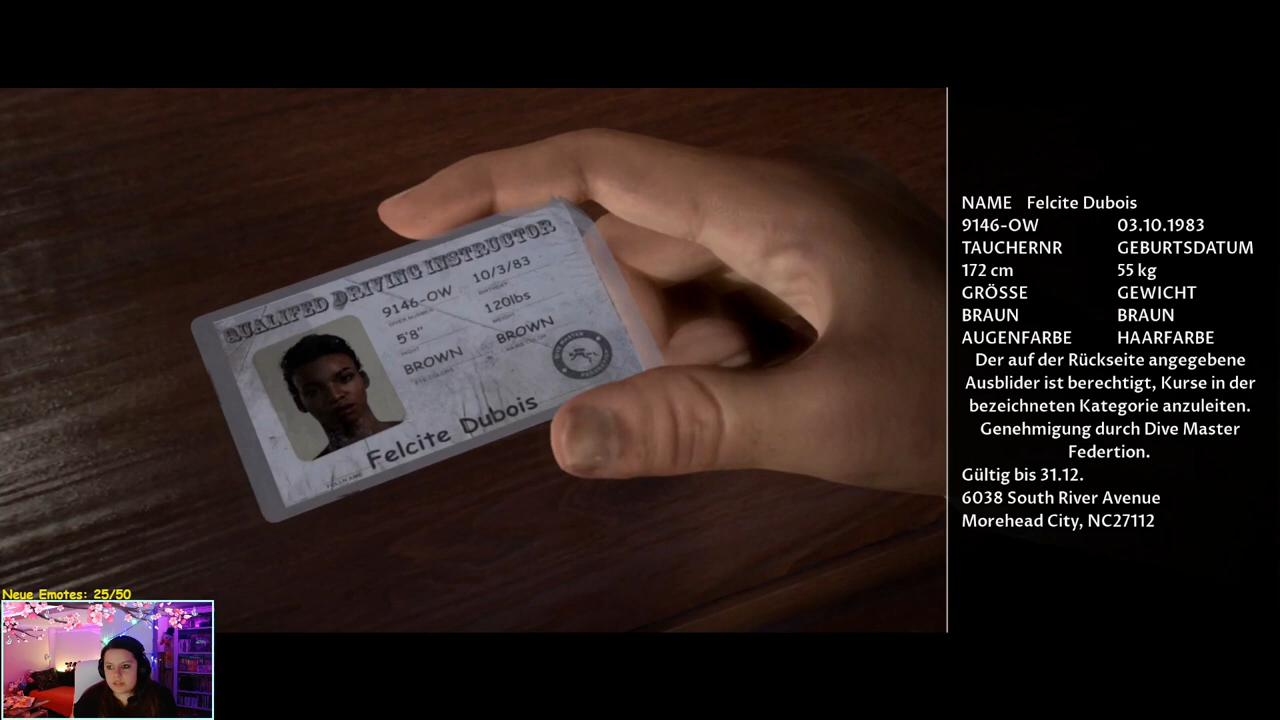 QUALIFED DRIVING INSTRUCTOR
9146-OW 10/3/83
5'8" 120lbs
BROWN BROWN
EYE COLORS
Felcite Dubois
NAME Felcite Dubois
9146-OW 03.10.1983
TAUCHERNR GEBURTSDATUM
172 cm 55 kg
GRÖSSE GEWICHT
BRAUN BRAUN
AUGENFARBE HAARFARBE
Der auf der Rückseite angegebene
Ausblider ist berechtigt, Kurse in der
bezeichneten Kategorie anzuleiten.
Genehmigung durch Dive Master
Federtion.
Gültig bis 31.12.
6038 South River Avenue
Morehead City, NC27112
Neue Emotes: 25/50